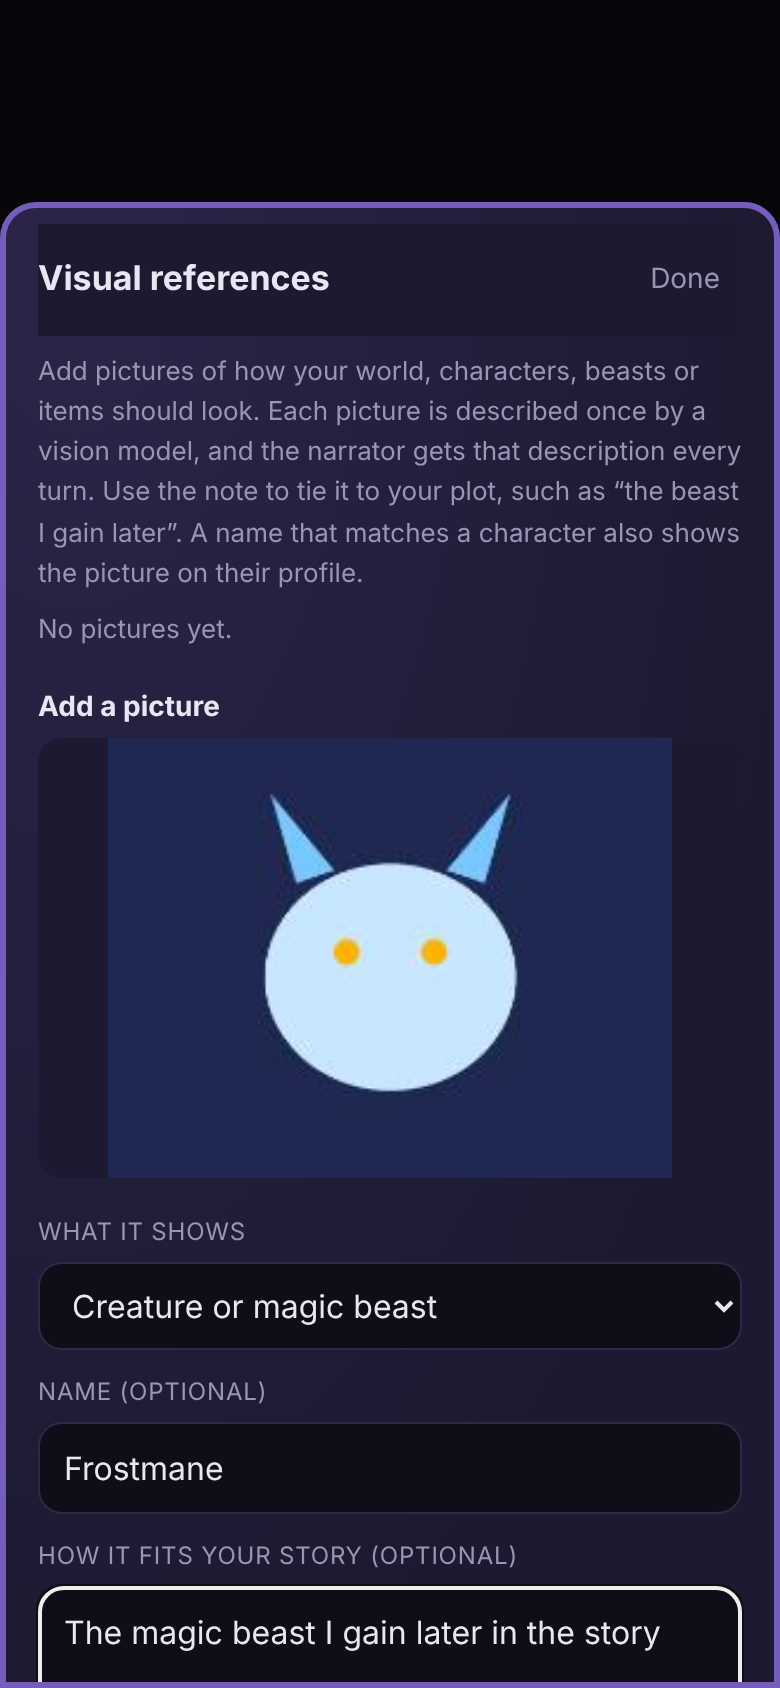 Visual references
Done
Add pictures of how your world, characters, beasts or
items should look. Each picture is described once by a
vision model, and the narrator gets that description every
turn. Use the note to tie it to your plot, such as “the beast
I gain later”. A name that matches a character also shows
the picture on their profile.
No pictures yet.
Add a picture
WHAT IT SHOWS
Creature or magic beast
NAME (OPTIONAL)
Frostmane
HOW IT FITS YOUR STORY (OPTIONAL)
The magic beast I gain later in the story